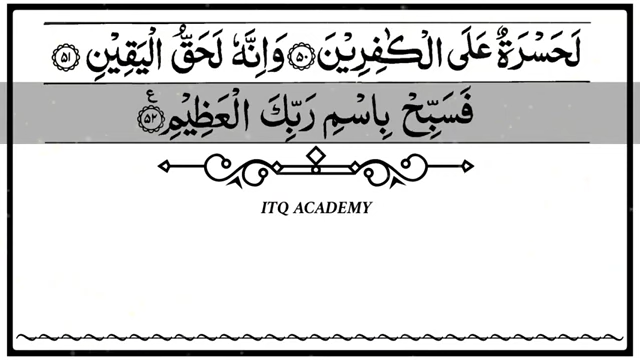 لَحَسْرَةٌ عَلَى الْكٰفِرِيْنَ ۝۵۰ وَاِنَّهٗ لَحَقُّ الْيَقِيْنِ ۝۵۱
فَسَبِّحْ بِاسْمِ رَبِّكَ الْعَظِيْمِ ۝۵۲ ع
ITQ ACADEMY